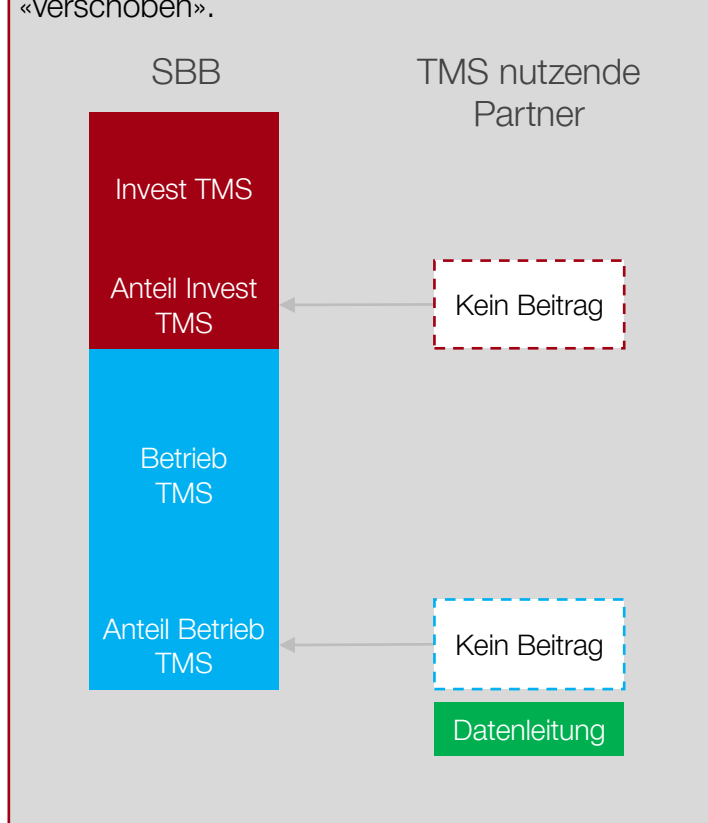 «verschoben».
SBB
TMS nutzende
Partner
Invest TMS
Anteil Invest
TMS
Kein Beitrag
Betrieb
TMS
Anteil Betrieb
TMS
Kein Beitrag
Datenleitung